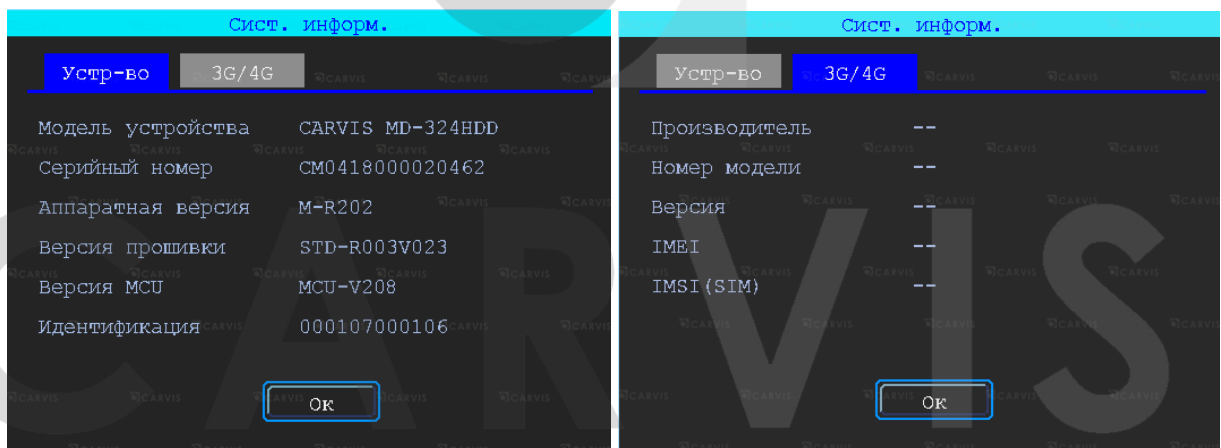 Сист. информ.
Устр-во 3G/4G
Модель устройства CARVIS MD-324HDD
Серийный номер CM0418000020462
Аппаратная версия M-R202
Версия прошивки STD-R003V023
Версия MCU MCU-V208
Идентификация 000107000106
Ок
Сист. информ.
Устр-во 3G/4G
Производитель --
Номер модели --
Версия --
IMEI --
IMSI(SIM) --
Ок
CARVIS